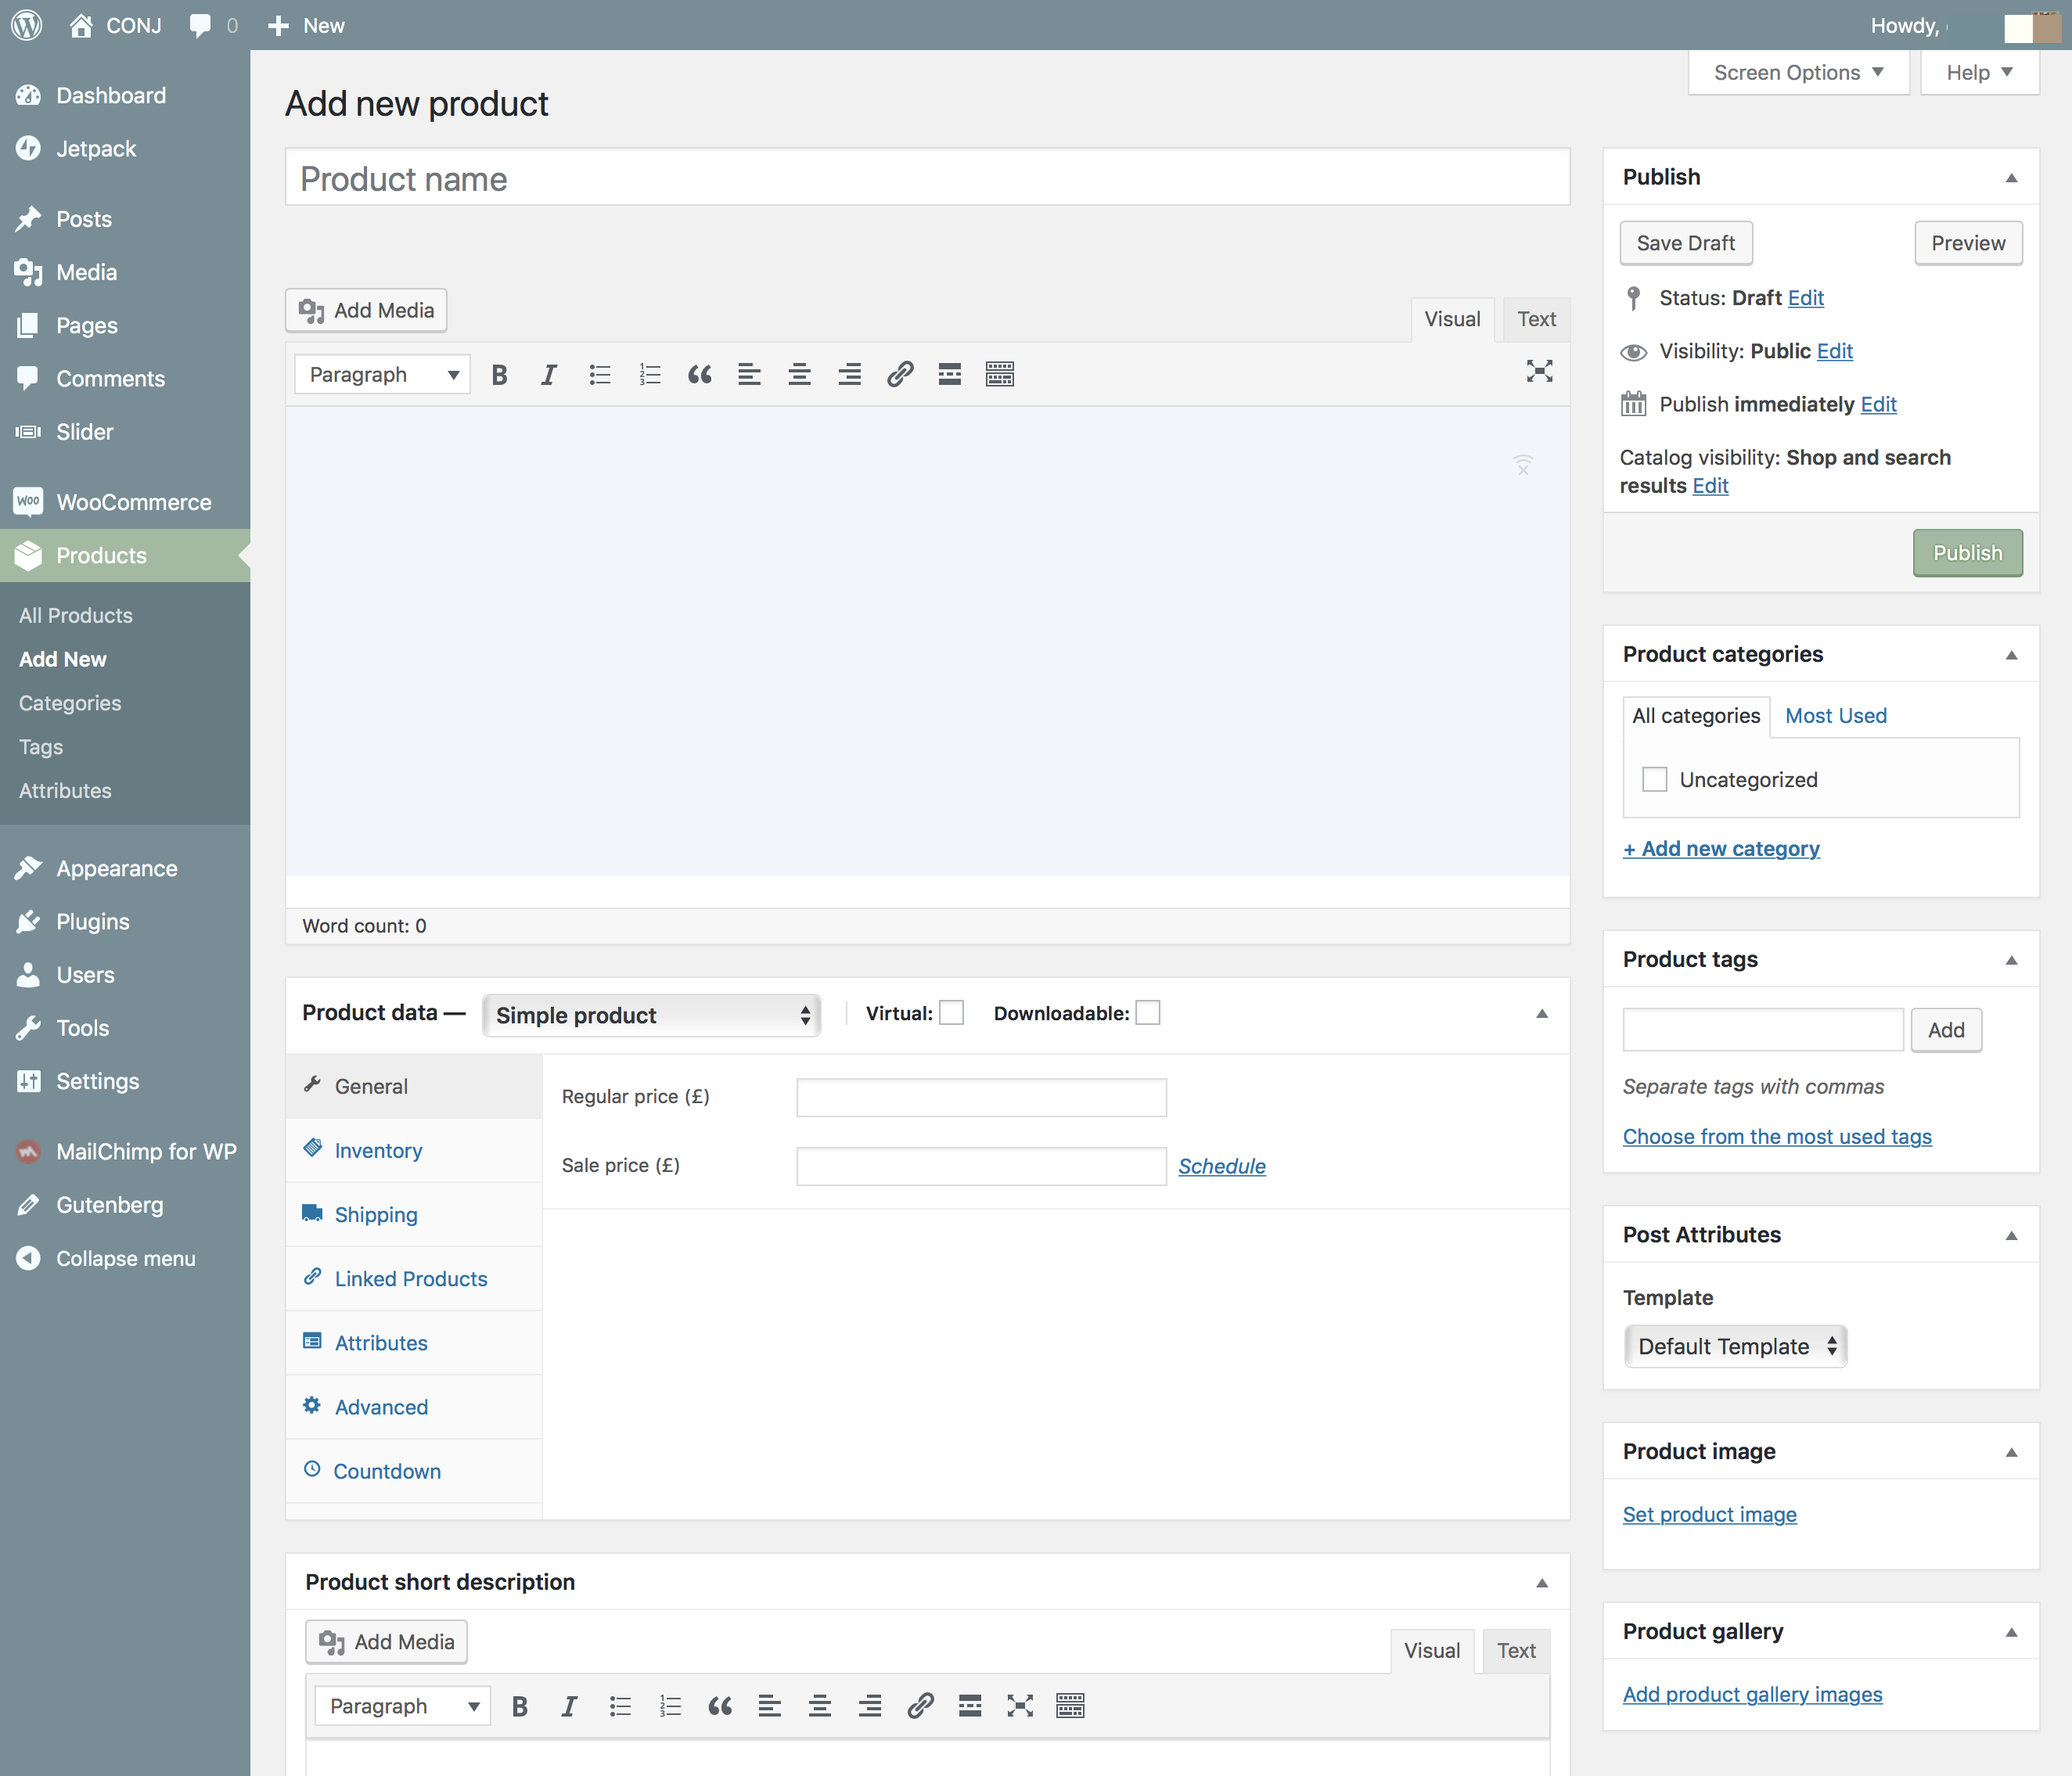 CONJ 0 New Howdy,
Screen Options Help
Dashboard
Jetpack
Posts
Media
Pages
Comments
Slider
WOO WooCommerce
Products
All Products
Add New
Categories
Tags
Attributes
Appearance
Plugins
Users
Tools
Settings
MailChimp for WP
Gutenberg
Collapse menu
Add new product
Product name
Add Media
Visual Text
Paragraph
Word count: 0
Product data — Simple product Virtual: Downloadable:
General
Inventory
Shipping
Linked Products
Attributes
Advanced
Countdown
Regular price (£)
Sale price (£) Schedule
Product short description
Add Media
Visual Text
Paragraph
Publish
Save Draft Preview
Status: Draft Edit
Visibility: Public Edit
Publish immediately Edit
Catalog visibility: Shop and search
results Edit
Publish
Product categories
All categories Most Used
Uncategorized
+ Add new category
Product tags
Add
Separate tags with commas
Choose from the most used tags
Post Attributes
Template
Default Template
Product image
Set product image
Product gallery
Add product gallery images